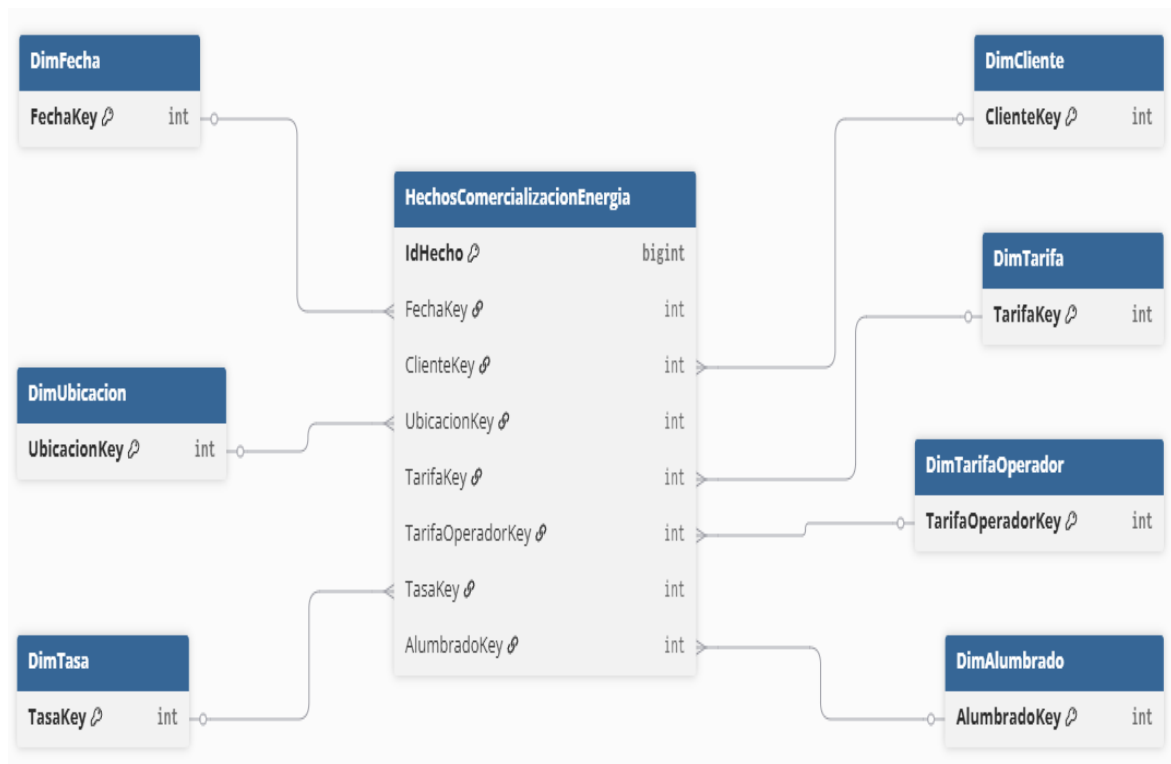 DimFecha
FechaKey int
DimUbicacion
UbicacionKey int
DimTasa
TasaKey int
HechosComercializacionEnergia
IdHecho bigint
FechaKey int
ClienteKey int
UbicacionKey int
TarifaKey int
TarifaOperadorKey int
TasaKey int
AlumbradoKey int
DimCliente
ClienteKey int
DimTarifa
TarifaKey int
DimTarifaOperador
TarifaOperadorKey int
DimAlumbrado
AlumbradoKey int